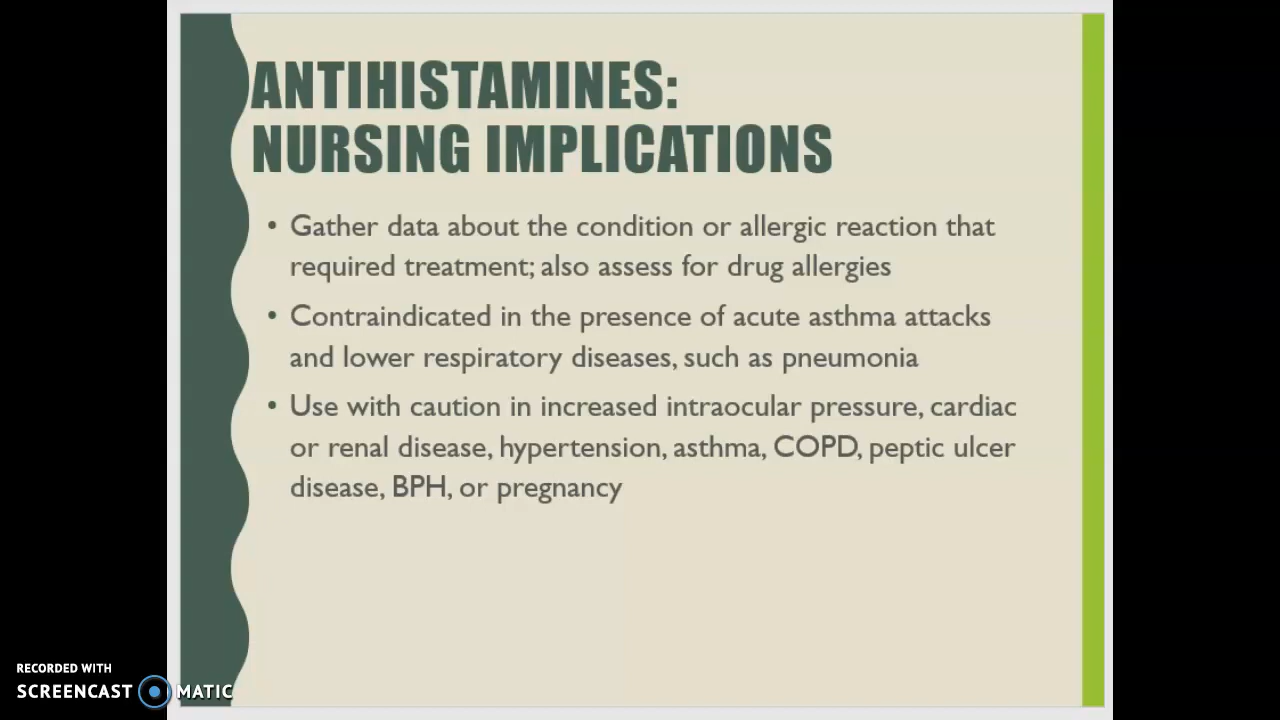 ANTIHISTAMINES:
NURSING IMPLICATIONS
• Gather data about the condition or allergic reaction that
required treatment; also assess for drug allergies
• Contraindicated in the presence of acute asthma attacks
and lower respiratory diseases, such as pneumonia
• Use with caution in increased intraocular pressure, cardiac
or renal disease, hypertension, asthma, COPD, peptic ulcer
disease, BPH, or pregnancy
RECORDED WITH
SCREENCAST MATIC